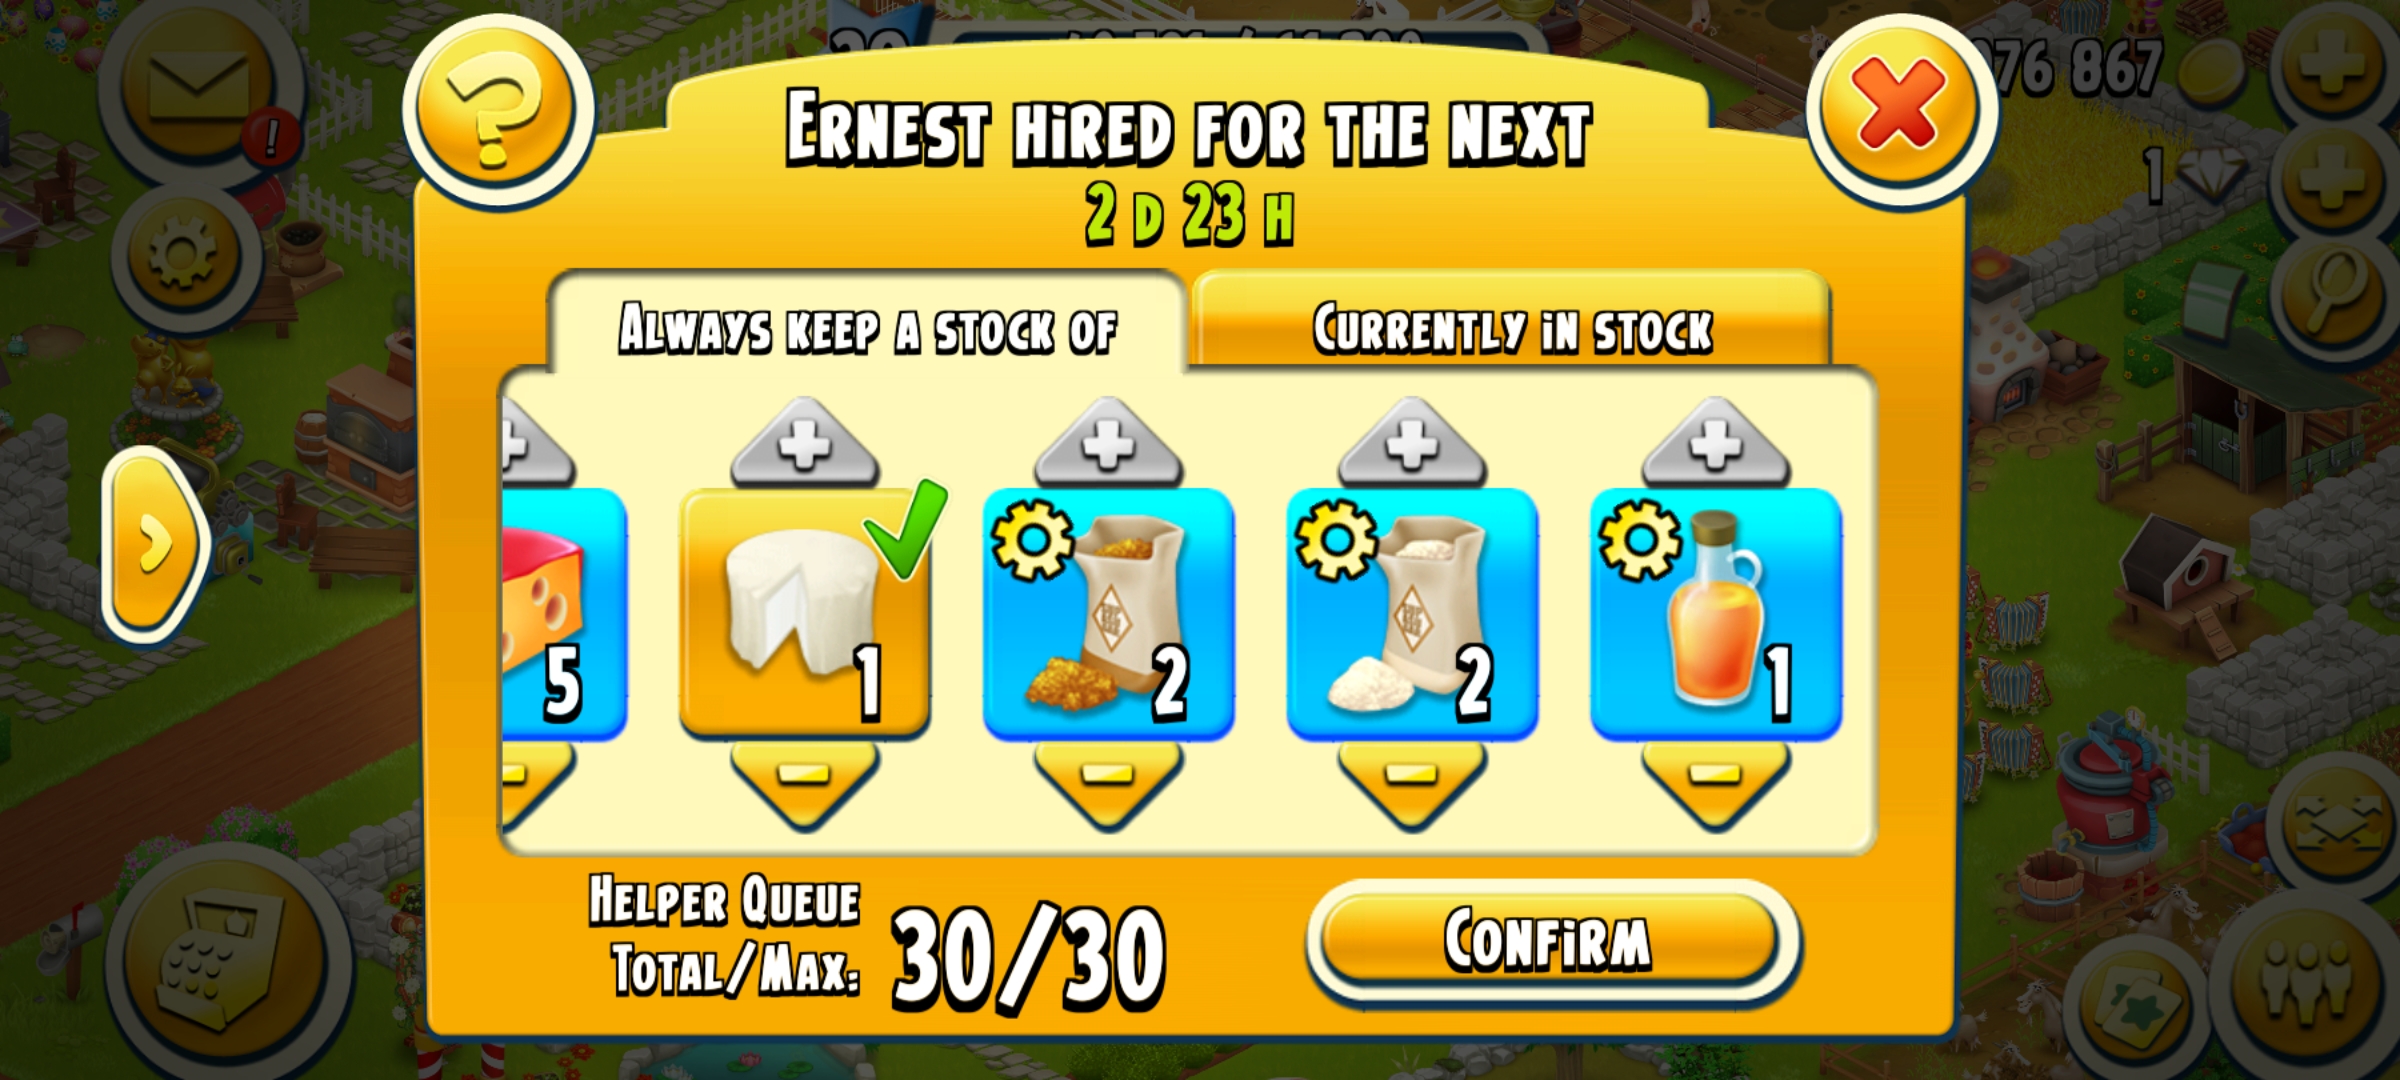 976 867
1
ERNEST HIRED FOR THE NEXT
2 D 23 H
ALWAYS KEEP A STOCK OF
CURRENTLY IN STOCK
5
1
2
2
1
HELPER QUEUE
TOTAL/MAX:
30/30
CONFIRM